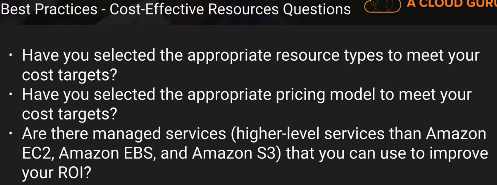 Best Practices - Cost-Effective Resources Questions
A CLOUD GURU
· Have you selected the appropriate resource types to meet your
cost targets?
· Have you selected the appropriate pricing model to meet your
cost targets?
· Are there managed services (higher-level services than Amazon
EC2, Amazon EBS, and Amazon S3) that you can use to improve
your ROI?